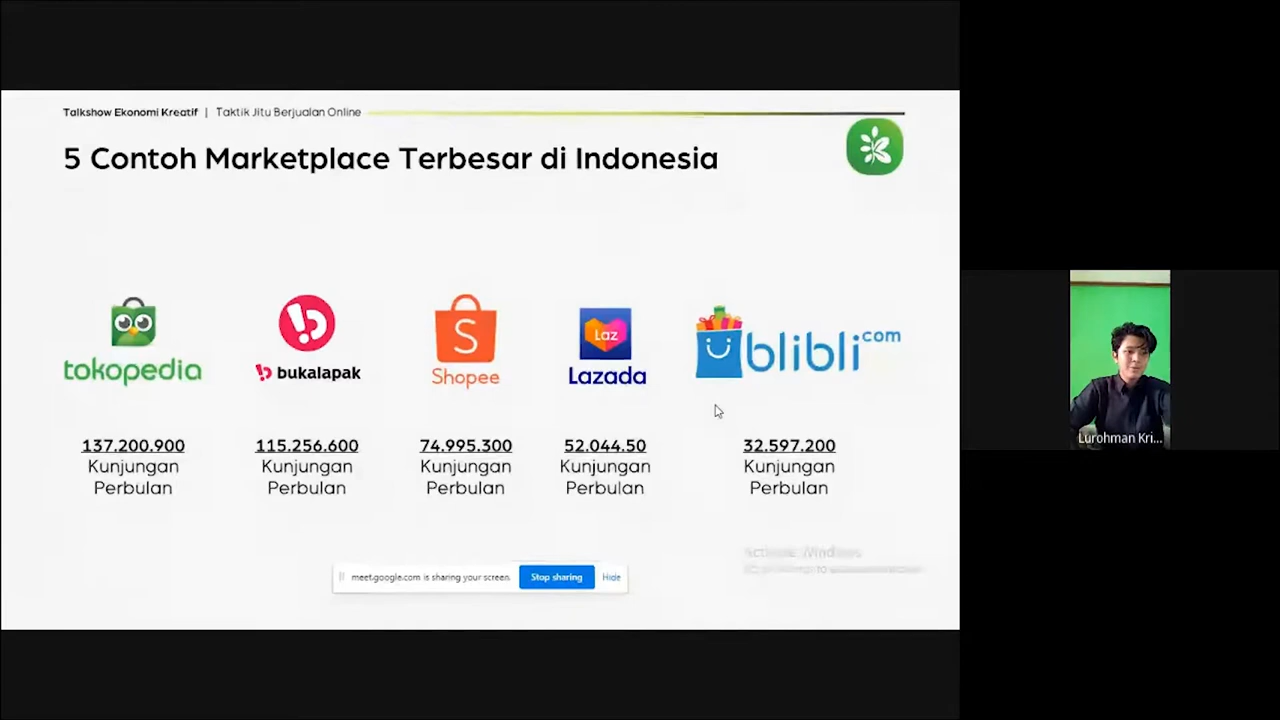 Talkshow Ekonomi Kreatif | Taktik Jitu Berjualan Online
5 Contoh Marketplace Terbesar di Indonesia
tokopedia
bukalapak
S
Shopee
Laz
Lazada
blibli.com
137.200.900
Kunjungan
Perbulan
115.256.600
Kunjungan
Perbulan
74.995.300
Kunjungan
Perbulan
52.044.50
Kunjungan
Perbulan
32.597.200
Kunjungan
Perbulan
Activate Windows
meet.google.com is sharing your screen.
Stop sharing
Hide
Lurohman Kri...